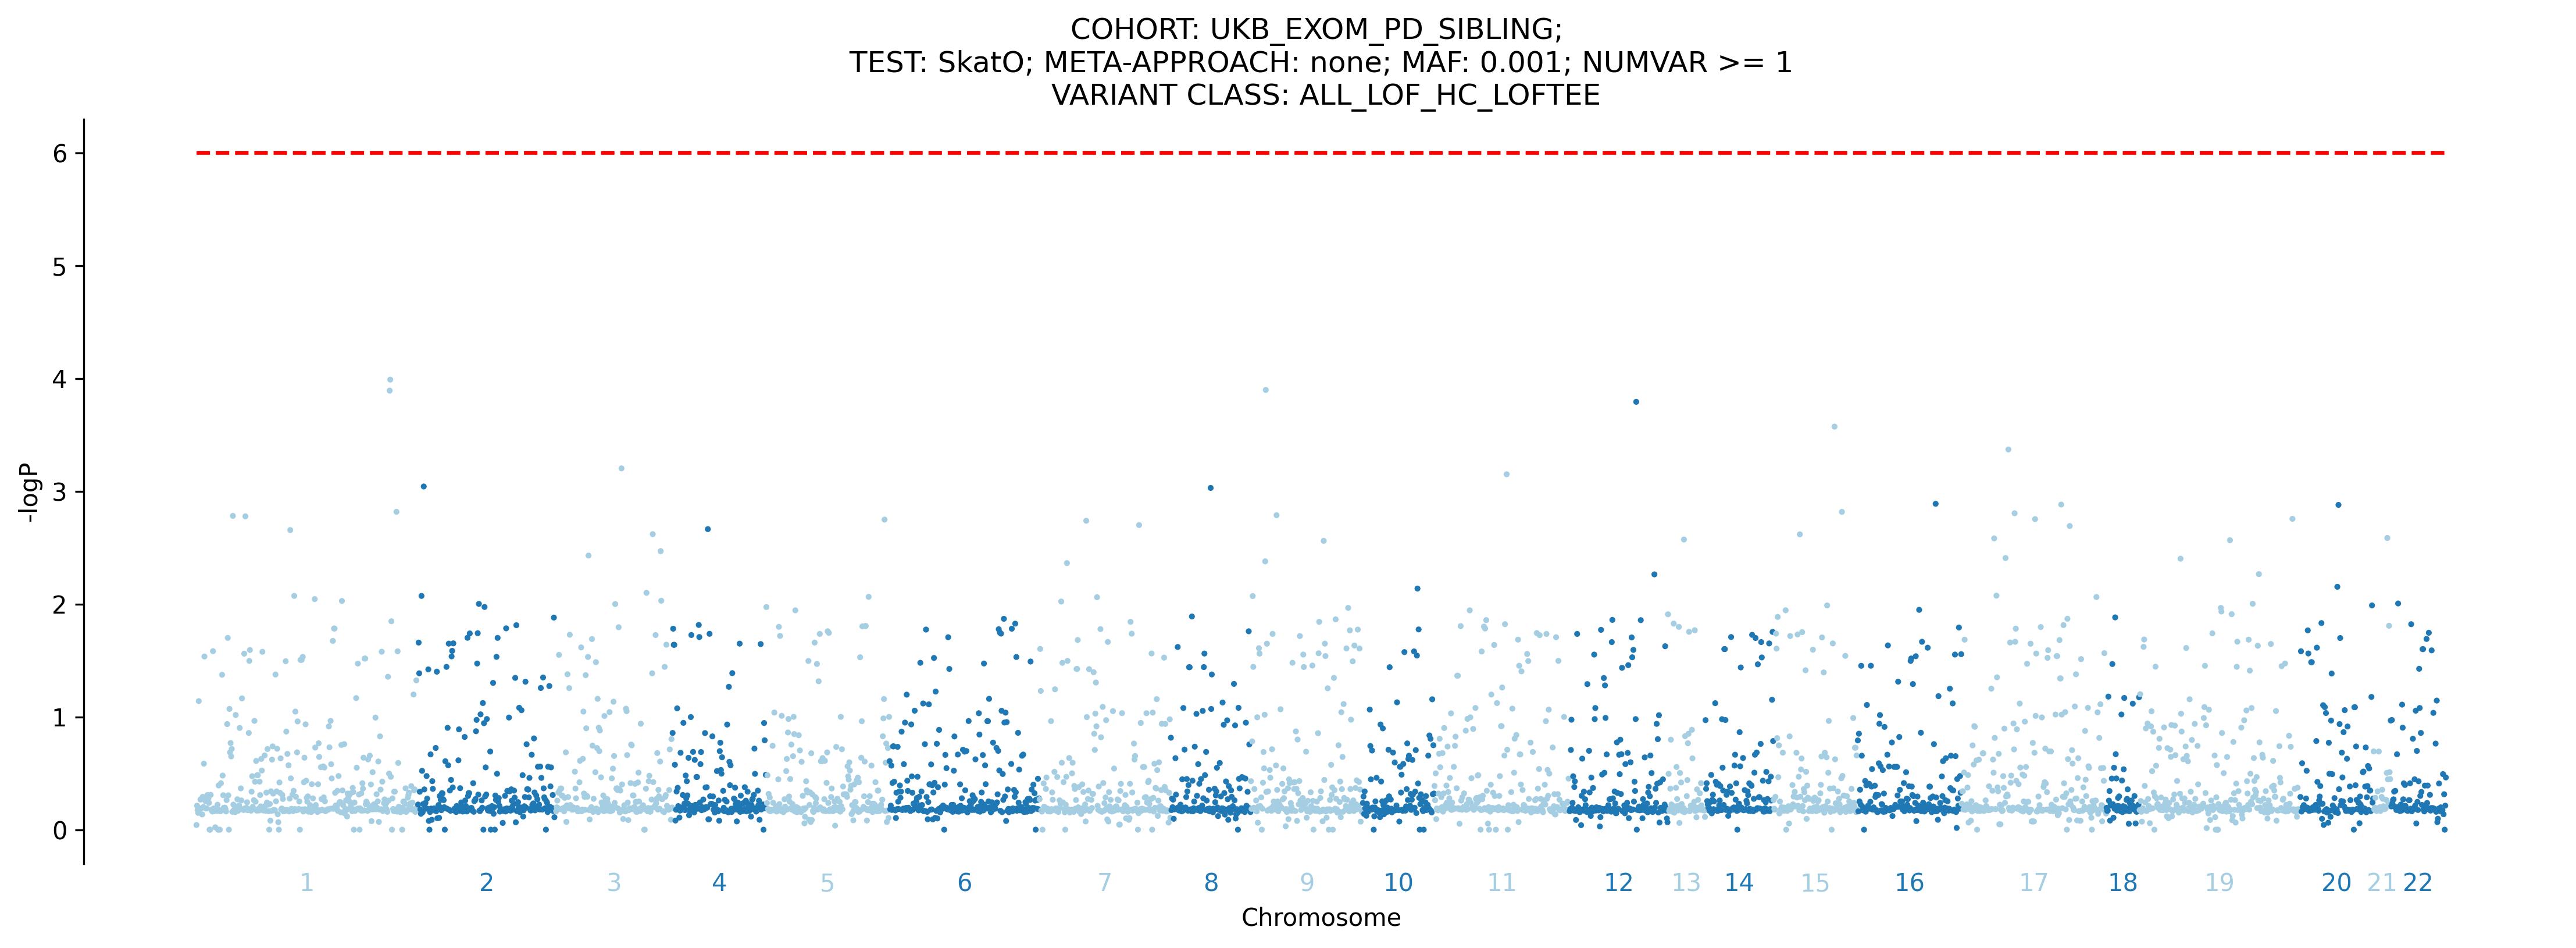 COHORT: UKB_EXOM_PD_SIBLING;
TEST: SkatO; META-APPROACH: none; MAF: 0.001; NUMVAR >= 1
VARIANT CLASS: ALL_LOF_HC_LOFTEE
6
5
4
3
2
1
0
-logP
1 2 3 4 5 6 7 8 9 10 11 12 13 14 15 16 17 18 19 20 21 22
Chromosome